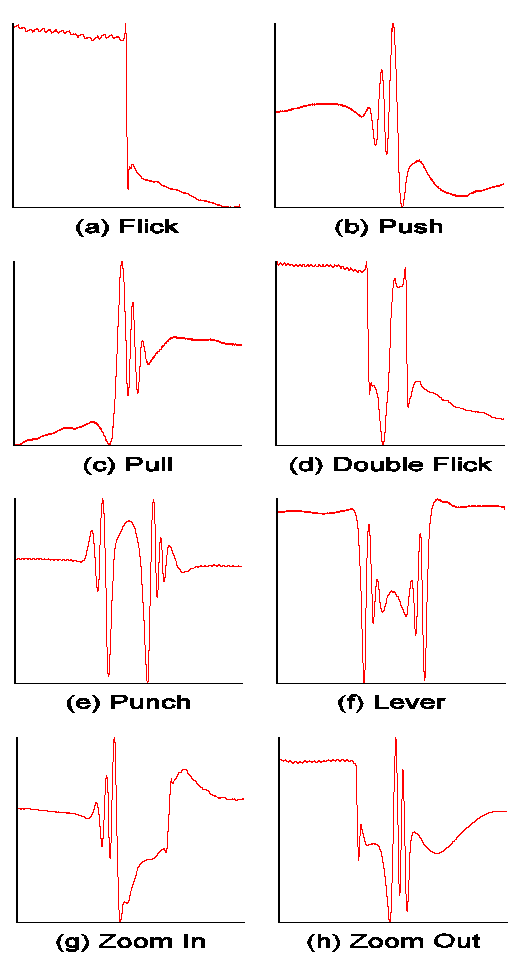 (a) Flick
(b) Push
(c) Pull
(d) Double Flick
(e) Punch
(f) Lever
(g) Zoom In
(h) Zoom Out